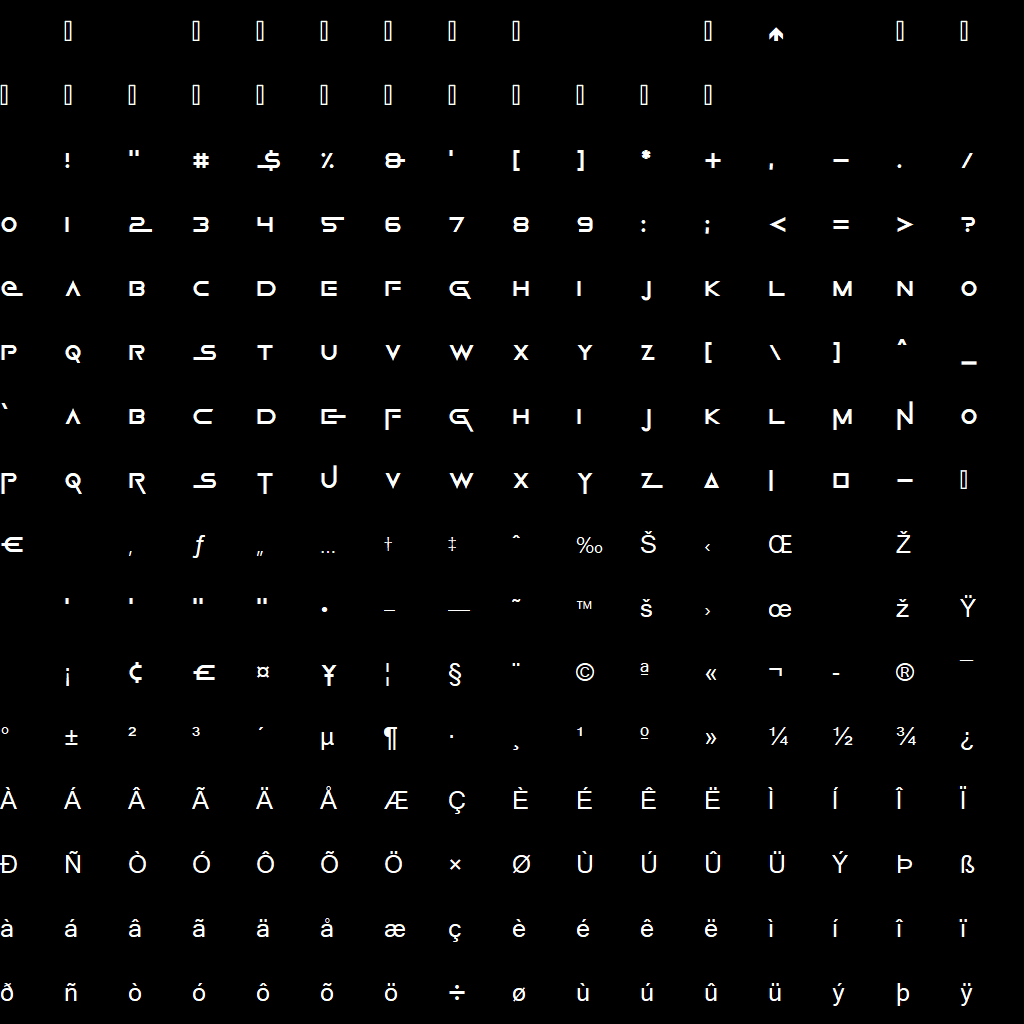 ▯ ▯ ▯ ▯ ▯ ▯ ▯ ▯ 🡹 ▯ ▯
▯ ▯ ▯ ▯ ▯ ▯ ▯ ▯ ▯ ▯ ▯ ▯
! " # $ % & ' [ ] * + , - . /
0 1 2 3 4 5 6 7 8 9 : ; < = > ?
@ A B C D E F G H I J K L M N O
P Q R S T U V W X Y Z [ \ ] ^ _
` A B C D E F G H I J K L M N O
P Q R S T U V W X Y Z Δ | □ – ▯
€ ‚ ƒ „ … † ‡ ˆ ‰ Š ‹ Œ Ž
' ' " " • – — ˜ ™ š › œ ž Ÿ
¡ ¢ € ¤ ¥ ¦ § ¨ © ª « ¬ - ® ¯
° ± ² ³ ´ µ ¶ · ¸ ¹ º » ¼ ½ ¾ ¿
À Á Â Ã Ä Å Æ Ç È É Ê Ë Ì Í Î Ï
Ð Ñ Ò Ó Ô Õ Ö × Ø Ù Ú Û Ü Ý Þ ß
à á â ã ä å æ ç è é ê ë ì í î ï
ð ñ ò ó ô õ ö ÷ ø ù ú û ü ý þ ÿ